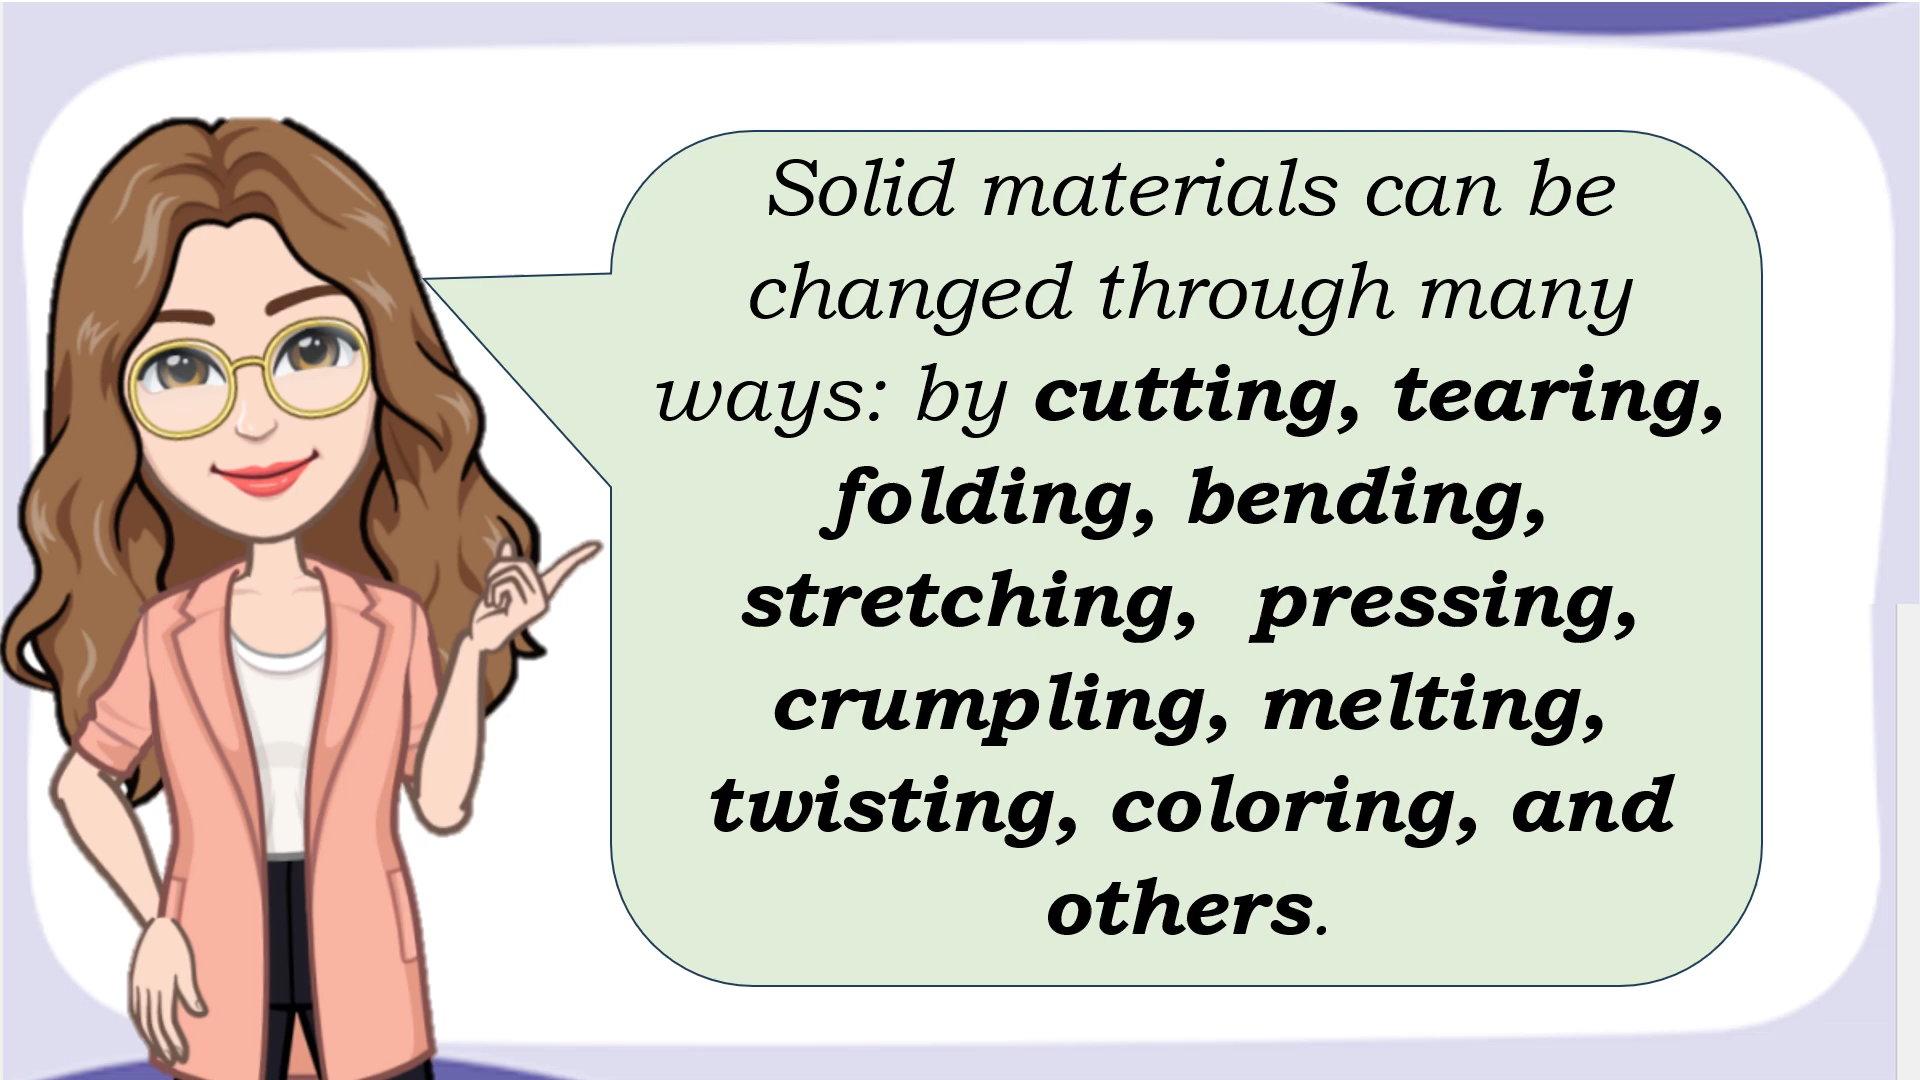 Solid materials can be
changed through many
ways: by cutting, tearing,
folding, bending,
stretching,  pressing,
crumpling, melting,
twisting, coloring, and
others.